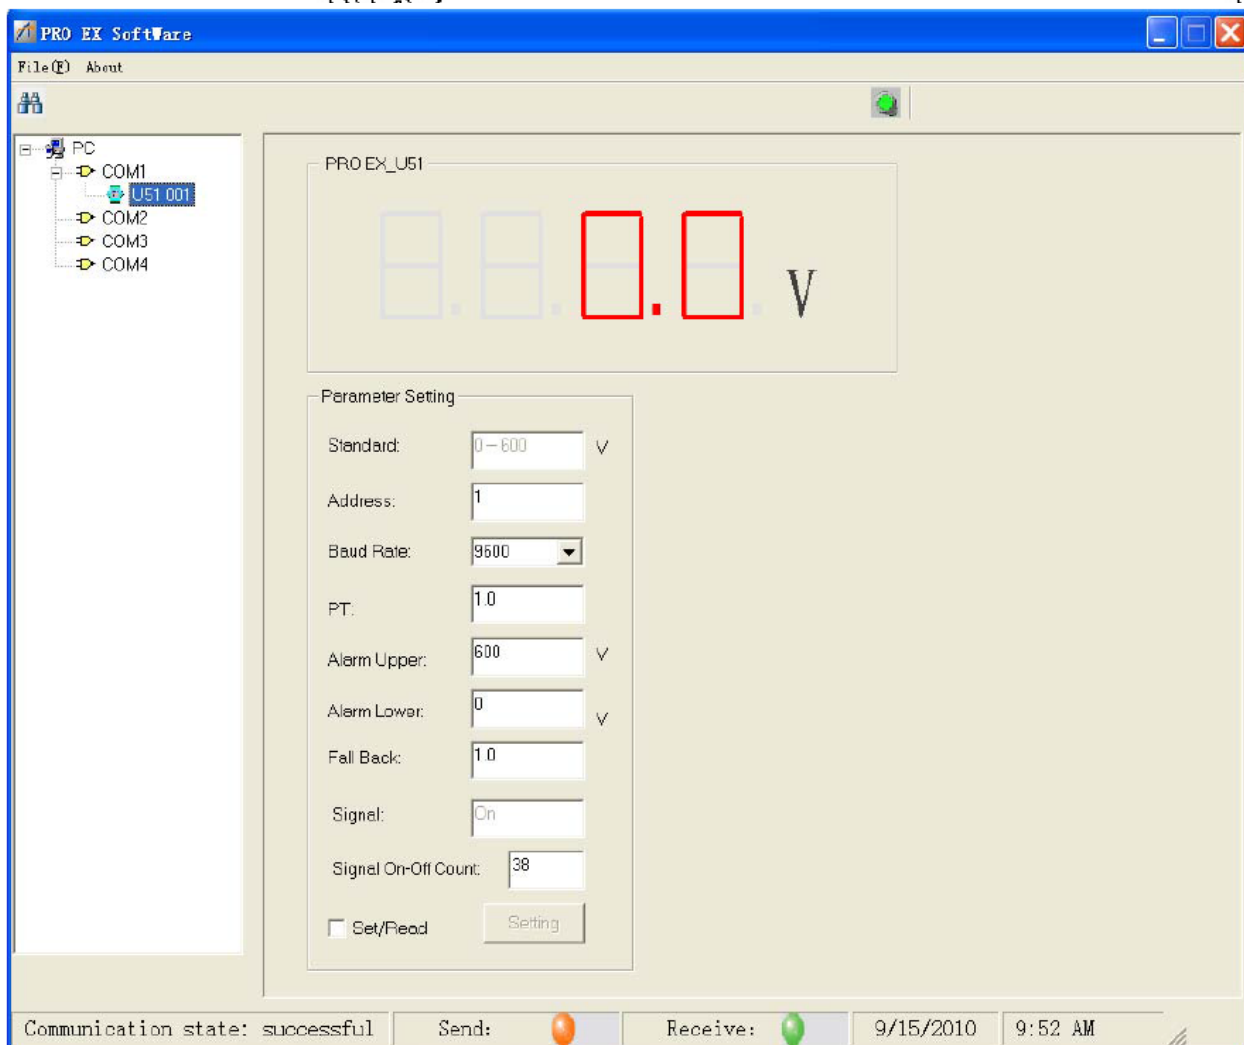 PRO EX SoftWare
File(F) About
PC
COM1
U51 001
COM2
COM3
COM4
PRO EX_U51
0.0 V
Parameter Setting
Standard: 0-600 V
Address: 1
Baud Rate: 9600
PT: 1.0
Alarm Upper: 600 V
Alarm Lower: 0 V
Fall Back: 1.0
Signal: On
Signal On-Off Count: 38
Set/Read Setting
Communication state: successful Send: Receive: 9/15/2010 9:52 AM